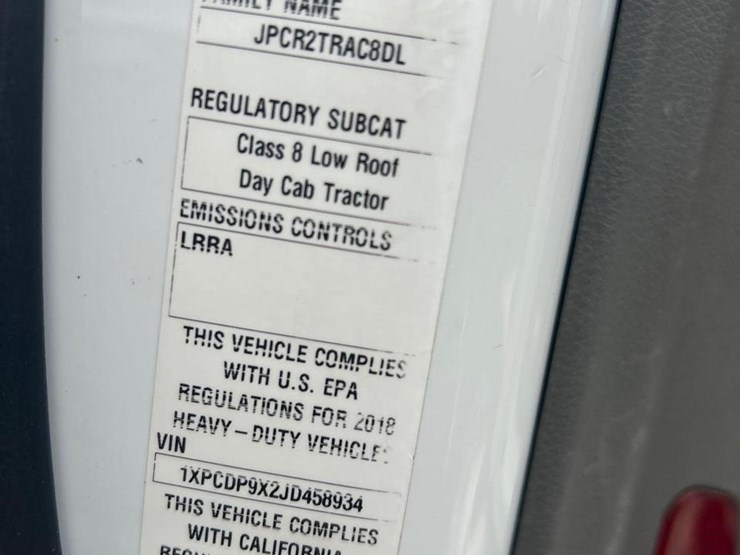 NAME
JPCR2TRAC8DL
REGULATORY SUBCAT
Class 8 Low Roof
Day Cab Tractor
EMISSIONS CONTROLS
LRRA
THIS VEHICLE COMPLIES
WITH U.S. EPA
REGULATIONS FOR 2018
HEAVY-DUTY VEHICLE
VIN
1XPCDP9X2JD458934
THIS VEHICLE COMPLIES
WITH CALIFORNIA